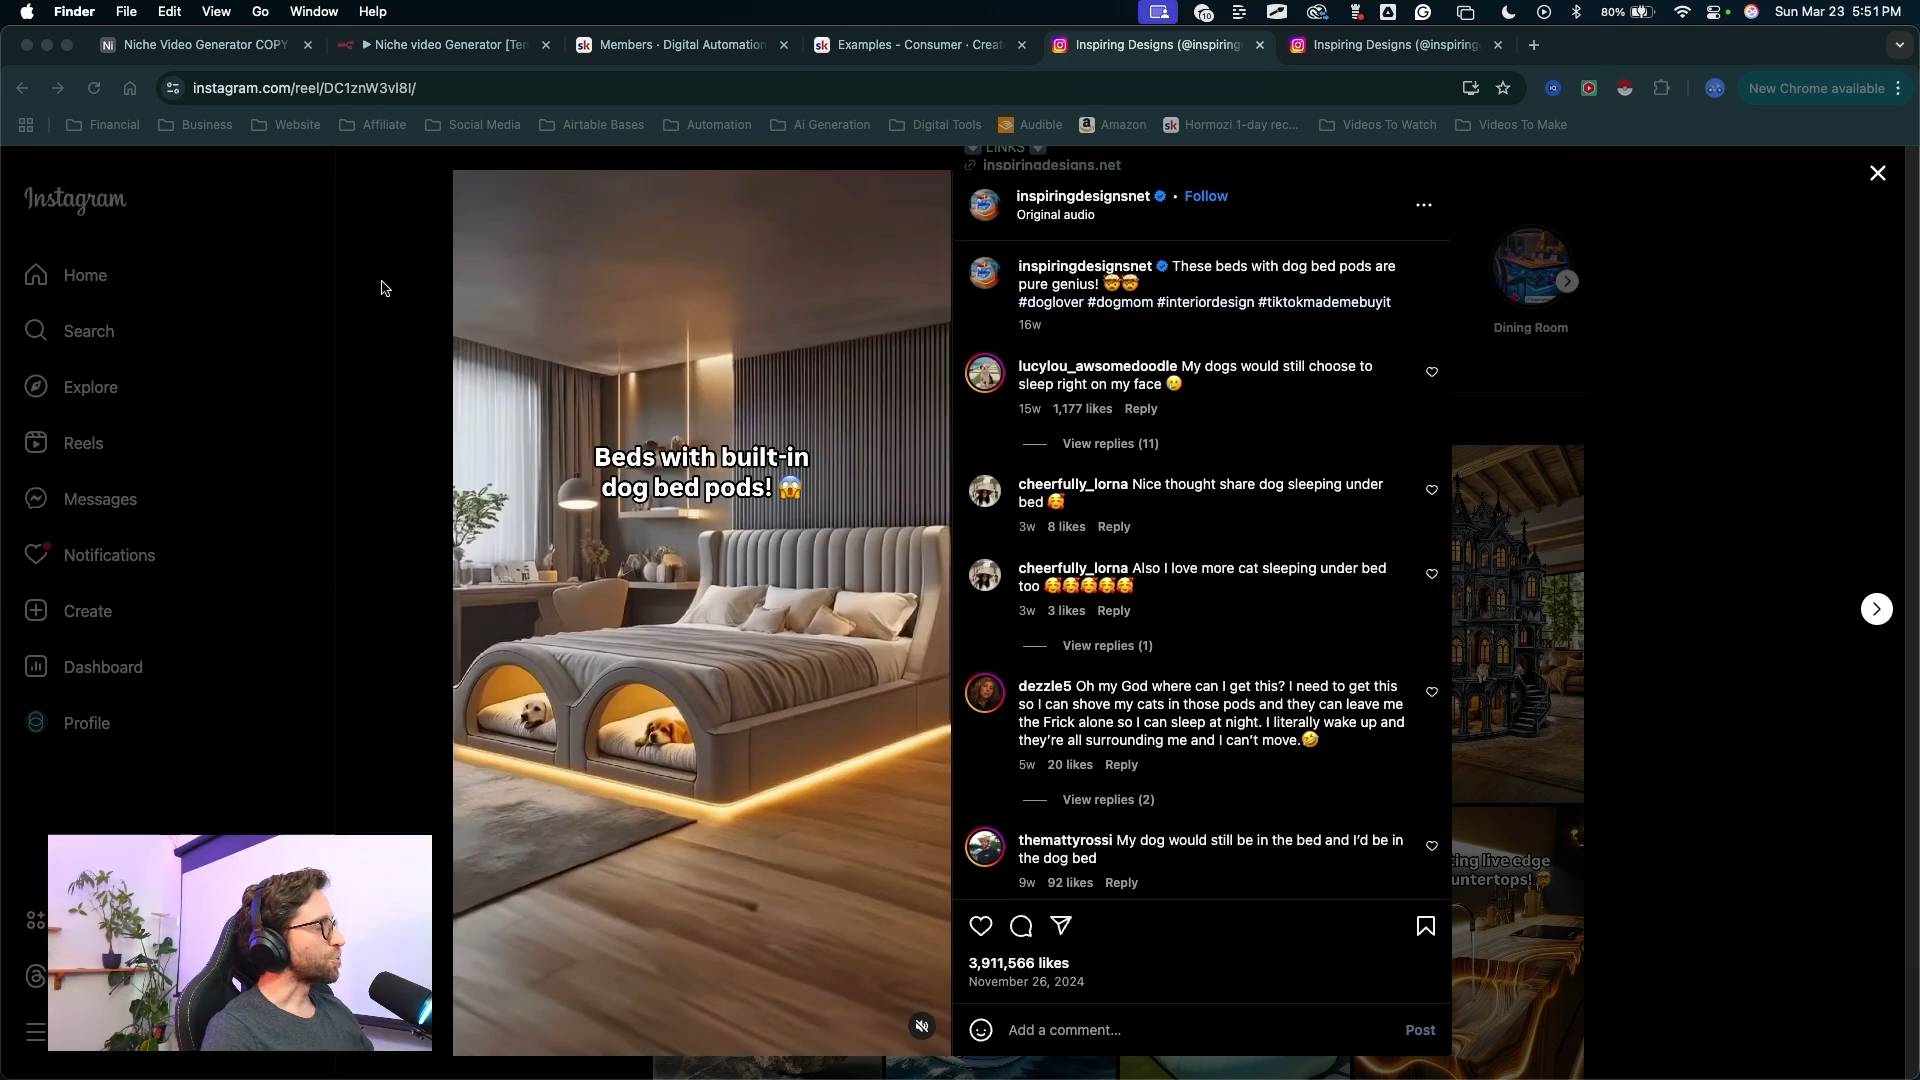 Finder File Edit View Go Window Help
10
80%
Sun Mar 23 5:51 PM
Ni Niche Video Generator COPY
Niche video Generator [Ten
sk Members · Digital Automation
sk Examples - Consumer · Creat
Inspiring Designs (@inspiring
Inspiring Designs (@inspiring
instagram.com/reel/DC1znW3vI8I/
New Chrome available
Financial
Business
Website
Affiliate
Social Media
Airtable Bases
Automation
Ai Generation
Digital Tools
Audible
Amazon
sk Hormozi 1-day rec...
Videos To Watch
Videos To Make
LINKS
inspiringdesigns.net
Instagram
Home
Search
Explore
Reels
Messages
Notifications
Create
Dashboard
Profile
Beds with built-in
dog bed pods! 😱
inspiringdesignsnet • Follow
Original audio
inspiringdesignsnet These beds with dog bed pods are
pure genius! 🤯🤯
#doglover #dogmom #interiordesign #tiktokmademebuyit
16w
lucylou_awsomedoodle My dogs would still choose to
sleep right on my face 🥲
15w 1,177 likes Reply
View replies (11)
cheerfully_lorna Nice thought share dog sleeping under
bed 🥰
3w 8 likes Reply
cheerfully_lorna Also I love more cat sleeping under bed
too 🥰🥰🥰🥰🥰
3w 3 likes Reply
View replies (1)
dezzle5 Oh my God where can I get this? I need to get this
so I can shove my cats in those pods and they can leave me
the Frick alone so I can sleep at night. I literally wake up and
they're all surrounding me and I can't move.🤣
5w 20 likes Reply
View replies (2)
themattyrossi My dog would still be in the bed and I'd be in
the dog bed
9w 92 likes Reply
3,911,566 likes
November 26, 2024
Add a comment...
Post
Dining Room
live edge